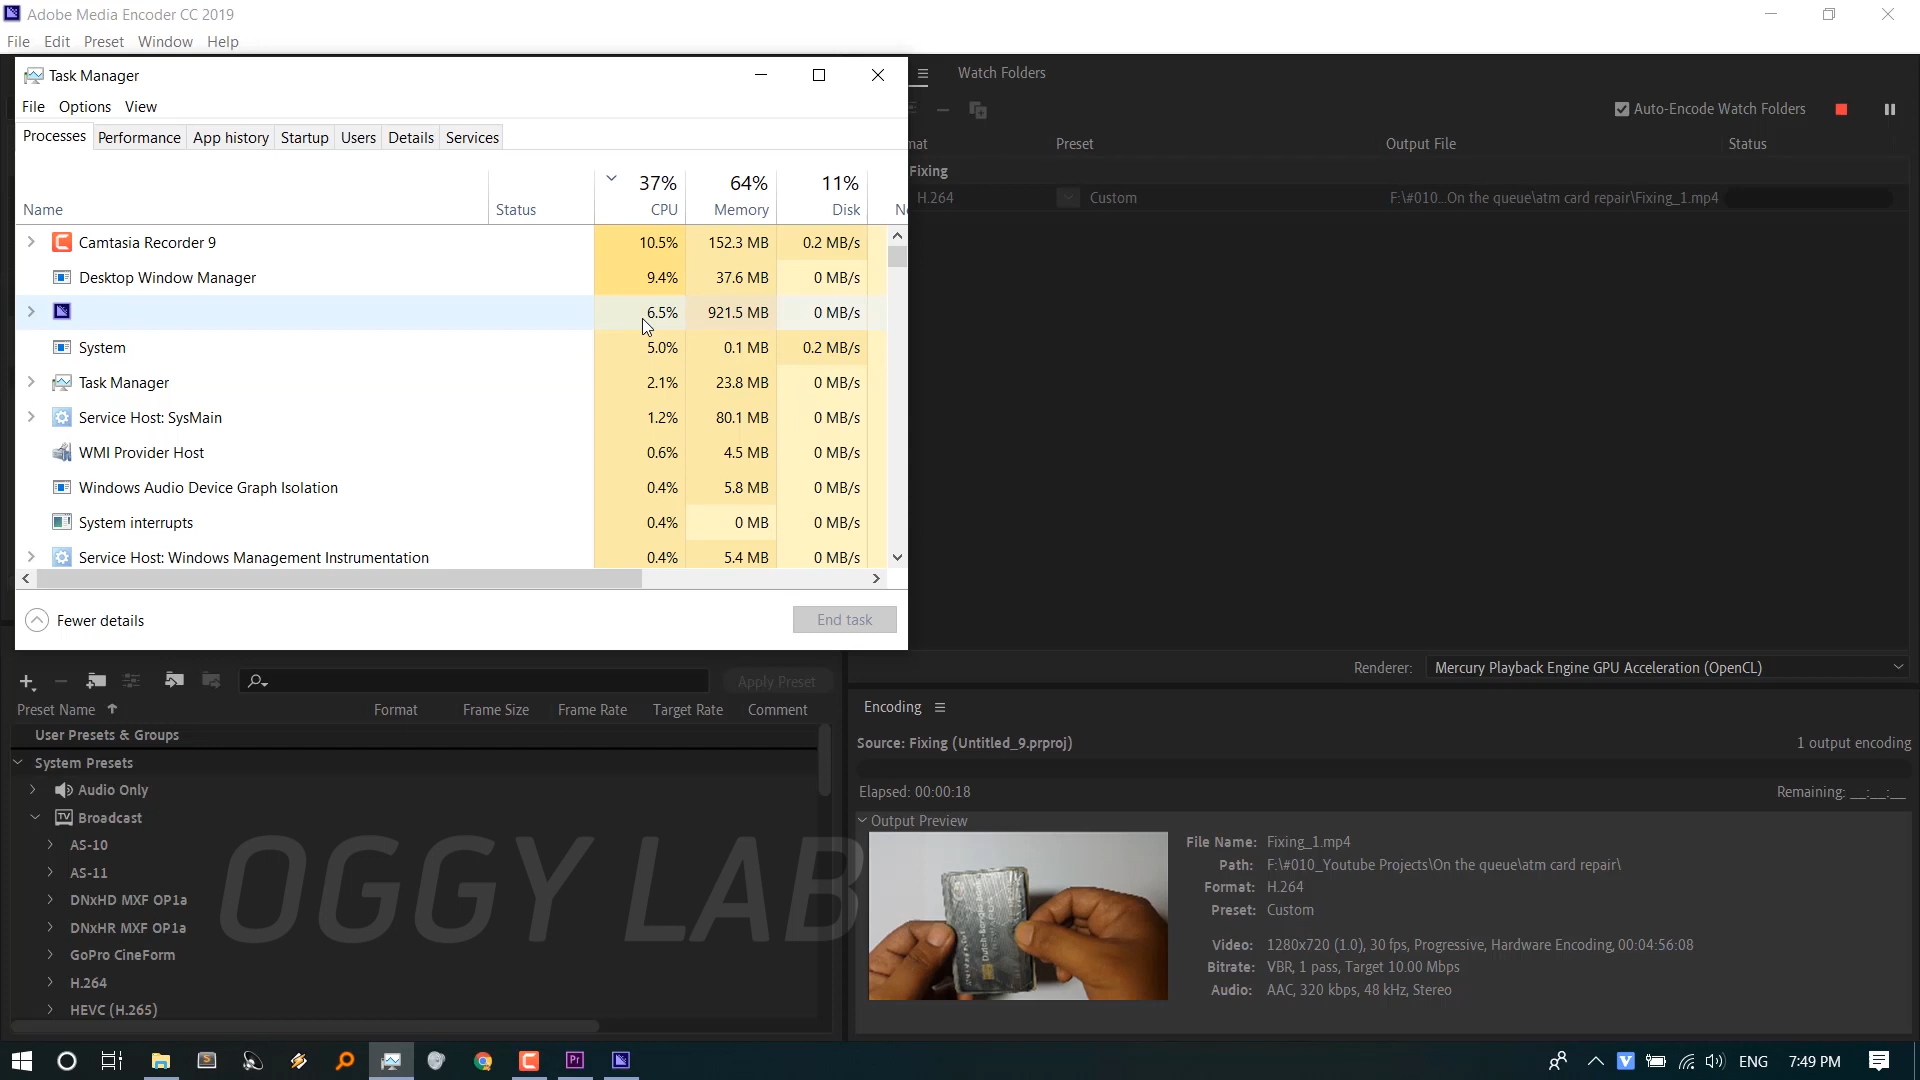 Adobe Media Encoder CC 2019
File Edit Preset Window Help
Task Manager
File Options View
Processes Performance App history Startup Users Details Services
Name Status 37% CPU 64% Memory 11% Disk
Camtasia Recorder 9 10.5% 152.3 MB 0.2 MB/s
Desktop Window Manager 9.4% 37.6 MB 0 MB/s
6.5% 921.5 MB 0 MB/s
System 5.0% 0.1 MB 0.2 MB/s
Task Manager 2.1% 23.8 MB 0 MB/s
Service Host: SysMain 1.2% 80.1 MB 0 MB/s
WMI Provider Host 0.6% 4.5 MB 0 MB/s
Windows Audio Device Graph Isolation 0.4% 5.8 MB 0 MB/s
System interrupts 0.4% 0 MB 0 MB/s
Service Host: Windows Management Instrumentation 0.4% 5.4 MB 0 MB/s
Fewer details End task
Watch Folders
Auto-Encode Watch Folders
Preset Output File Status
Fixing
H.264 Custom F:\#010...On the queue\atm card repair\Fixing_1.mp4
Renderer: Mercury Playback Engine GPU Acceleration (OpenCL)
Apply Preset
Preset Name Format Frame Size Frame Rate Target Rate Comment
User Presets & Groups
System Presets
Audio Only
Broadcast
AS-10
AS-11
DNxHD MXF OP1a
DNxHR MXF OP1a
GoPro CineForm
H.264
HEVC (H.265)
OGGY LAB
Encoding
Source: Fixing (Untitled_9.prproj) 1 output encoding
Elapsed: 00:00:18 Remaining: __:__:__
Output Preview
File Name: Fixing_1.mp4
Path: F:\#010_Youtube Projects\On the queue\atm card repair\
Format: H.264
Preset: Custom
Video: 1280x720 (1.0), 30 fps, Progressive, Hardware Encoding, 00:04:56:08
Bitrate: VBR, 1 pass, Target 10.00 Mbps
Audio: AAC, 320 kbps, 48 kHz, Stereo
ENG 7:49 PM